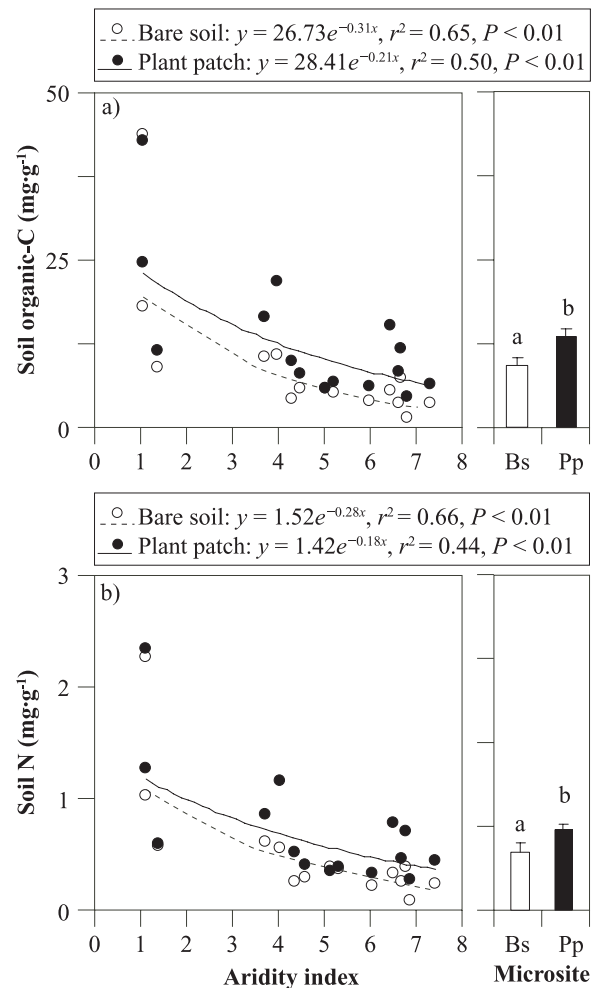 Bare soil: y = 26.73e^−0.31x, r² = 0.65, P < 0.01
Plant patch: y = 28.41e^−0.21x, r² = 0.50, P < 0.01
a)
Soil organic-C (mg·g⁻¹)
50
25
0
0 1 2 3 4 5 6 7 8
a
b
Bs Pp
Bare soil: y = 1.52e^−0.28x, r² = 0.66, P < 0.01
Plant patch: y = 1.42e^−0.18x, r² = 0.44, P < 0.01
b)
Soil N (mg·g⁻¹)
3
2
1
0
0 1 2 3 4 5 6 7 8
Aridity index
a
b
Bs Pp
Microsite